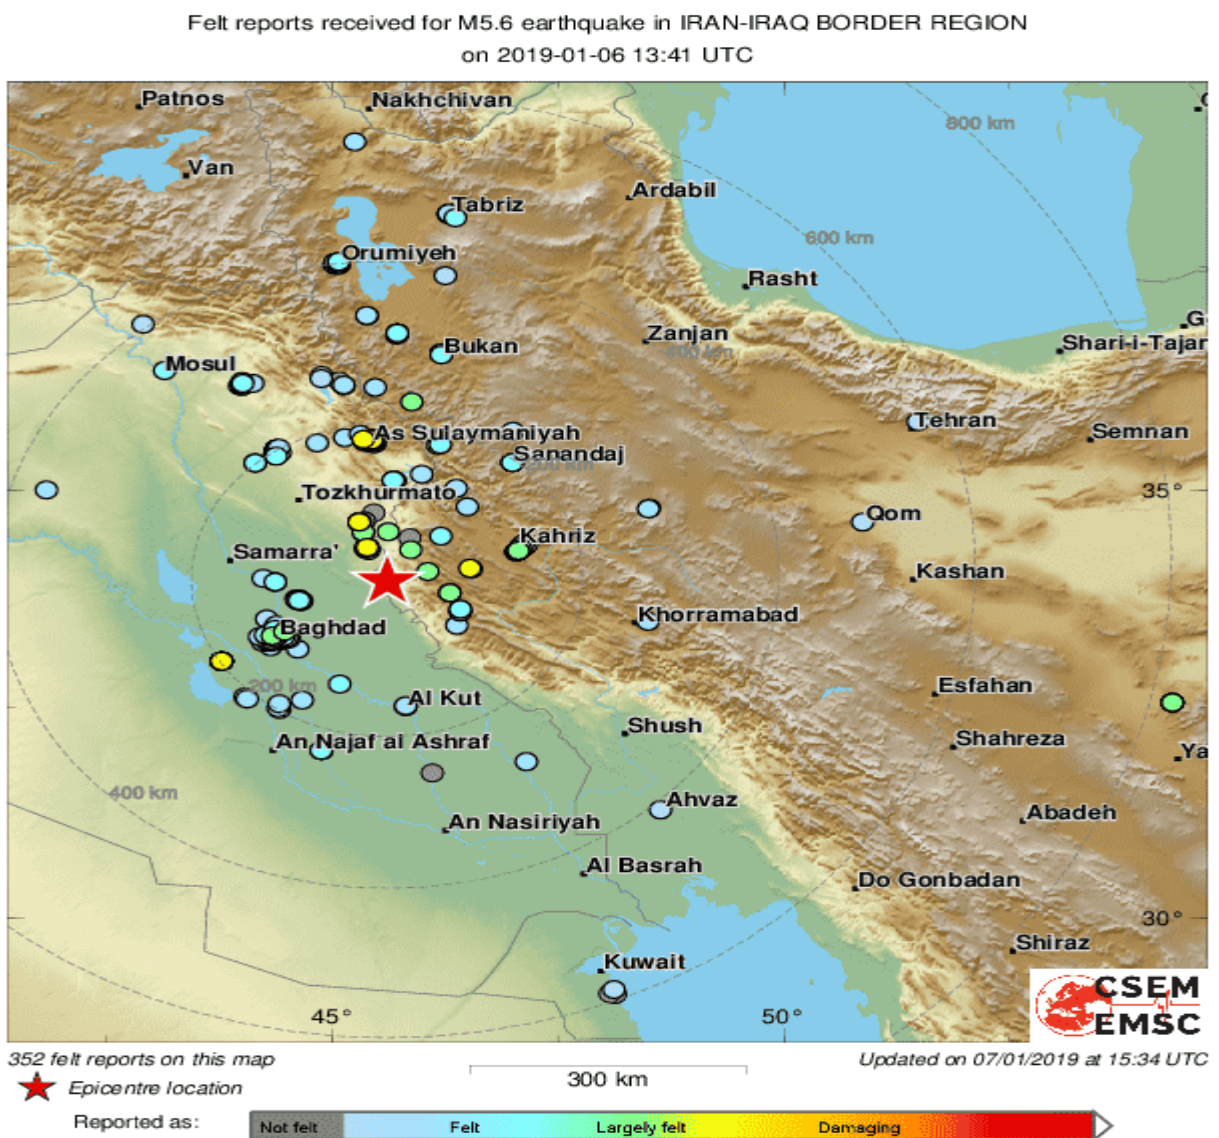 Felt reports received for M5.6 earthquake in IRAN-IRAQ BORDER REGION
on 2019-01-06 13:41 UTC
Patnos
Nakhchivan
800 km
Van
Ardabil
Tabriz
600 km
Orumiyeh
Rasht
G
Zanjan
Shari-i-Tajar
Bukan
400 km
Mosul
Tehran
As Sulaymaniyah
Semnan
Sanandaj
200 km
Tozkhurmato
35°
Qom
Kahriz
Samarra'
Kashan
Khorramabad
Baghdad
200 km
Esfahan
Al Kut
Shush
An Najaf al Ashraf
Shahreza
Ya
400 km
Ahvaz
Abadeh
An Nasiriyah
Al Basrah
Do Gonbadan
30°
Shiraz
Kuwait
CSEM
EMSC
45°
50°
352 felt reports on this map
Updated on 07/01/2019 at 15:34 UTC
Epicentre location
300 km
Reported as:
Not felt
Felt
Largely felt
Damaging